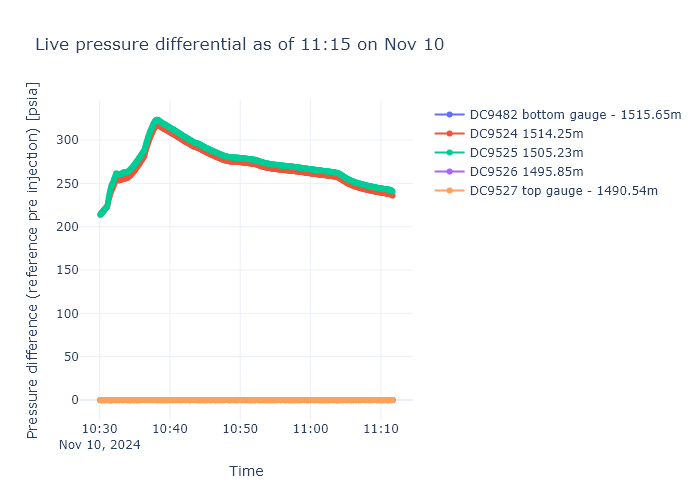 Live pressure differential as of 11:15 on Nov 10
Pressure difference (reference pre injection) [psia]
300
250
200
150
100
50
0
10:30
Nov 10, 2024
10:40
10:50
11:00
11:10
Time
DC9482 bottom gauge - 1515.65m
DC9524 1514.25m
DC9525 1505.23m
DC9526 1495.85m
DC9527 top gauge - 1490.54m